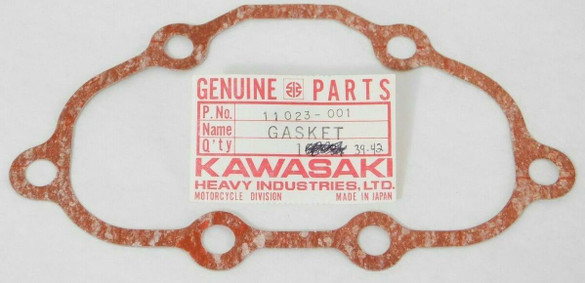 GENUINE PARTS
P. No. 11023-001
Name GASKET
Q'ty 1 39-42
KAWASAKI
HEAVY INDUSTRIES, LTD.
MOTORCYCLE DIVISION MADE IN JAPAN